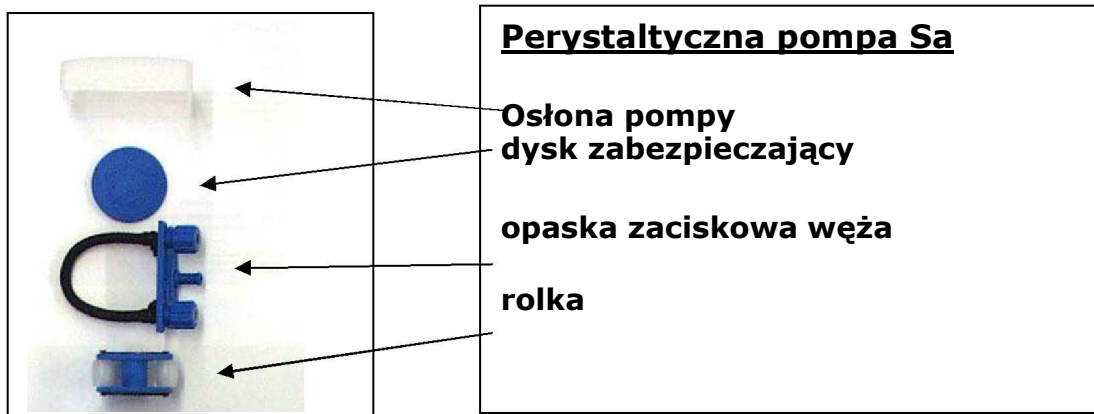 Perystaltyczna pompa Sa
Osłona pompy
dysk zabezpieczający
opaska zaciskowa węża
rolka